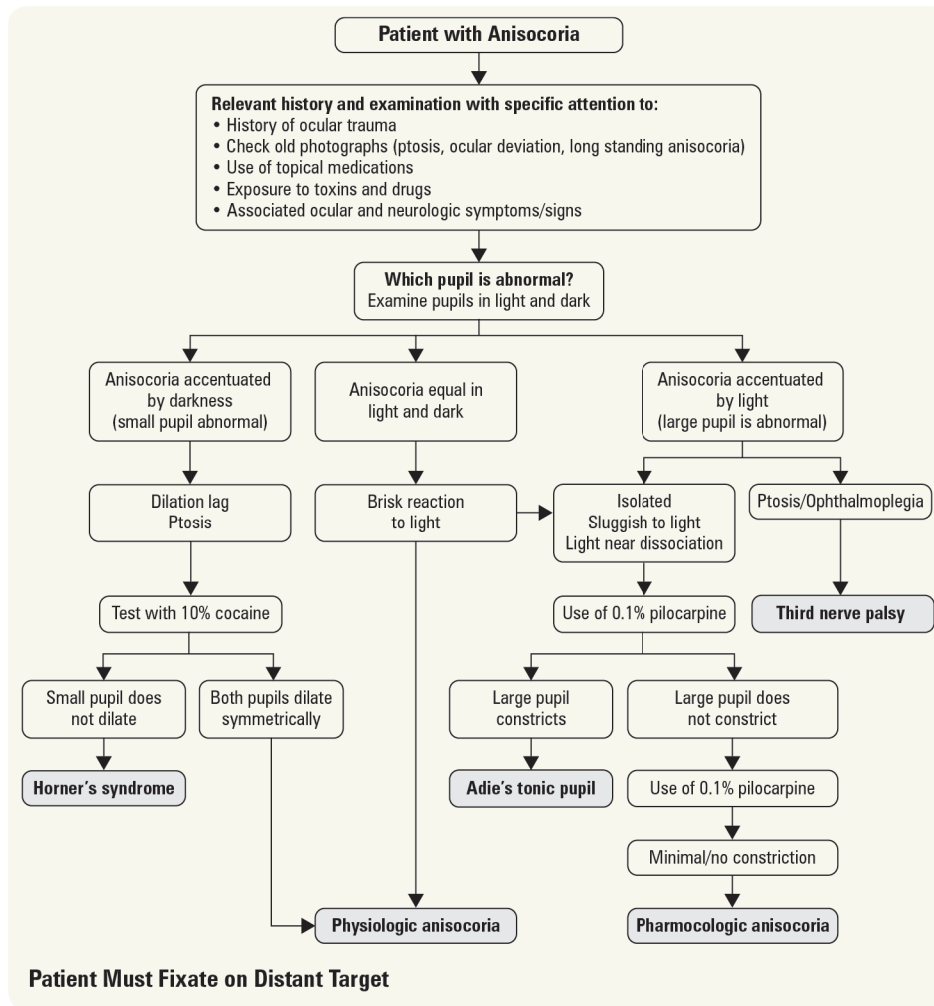 Patient with Anisocoria
Relevant history and examination with specific attention to:
• History of ocular trauma
• Check old photographs (ptosis, ocular deviation, long standing anisocoria)
• Use of topical medications
• Exposure to toxins and drugs
• Associated ocular and neurologic symptoms/signs
Which pupil is abnormal?
Examine pupils in light and dark
Anisocoria accentuated
by darkness
(small pupil abnormal)
Anisocoria equal in
light and dark
Anisocoria accentuated
by light
(large pupil is abnormal)
Dilation lag
Ptosis
Brisk reaction
to light
Isolated
Sluggish to light
Light near dissociation
Ptosis/Ophthalmoplegia
Test with 10% cocaine
Use of 0.1% pilocarpine
Third nerve palsy
Small pupil does
not dilate
Both pupils dilate
symmetrically
Large pupil
constricts
Large pupil does
not constrict
Horner's syndrome
Adie's tonic pupil
Use of 0.1% pilocarpine
Minimal/no constriction
Physiologic anisocoria
Pharmocologic anisocoria
Patient Must Fixate on Distant Target